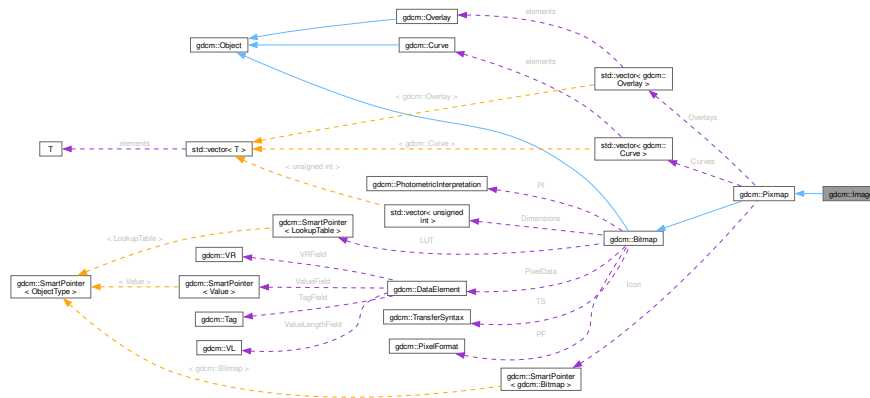 gdcm::Overlay
elements
gdcm::Object
gdcm::Curve
elements
std::vector< gdcm::
Overlay >
< gdcm::Overlay >
Overlays
T
elements
std::vector< T >
< gdcm::Curve >
std::vector< gdcm::
Curve >
Curves
< unsigned int >
gdcm::PhotometricInterpretation
PI
gdcm::Pixmap
gdcm::Image
std::vector< unsigned
int >
Dimensions
gdcm::SmartPointer
< LookupTable >
LUT
gdcm::Bitmap
< LookupTable >
gdcm::VR
VRField
PixelData
gdcm::SmartPointer
< ObjectType >
< Value >
gdcm::SmartPointer
< Value >
ValueField
gdcm::DataElement
Icon
TagField
TS
gdcm::Tag
gdcm::TransferSyntax
ValueLengthField
PF
gdcm::VL
gdcm::PixelFormat
< gdcm::Bitmap >
gdcm::SmartPointer
< gdcm::Bitmap >